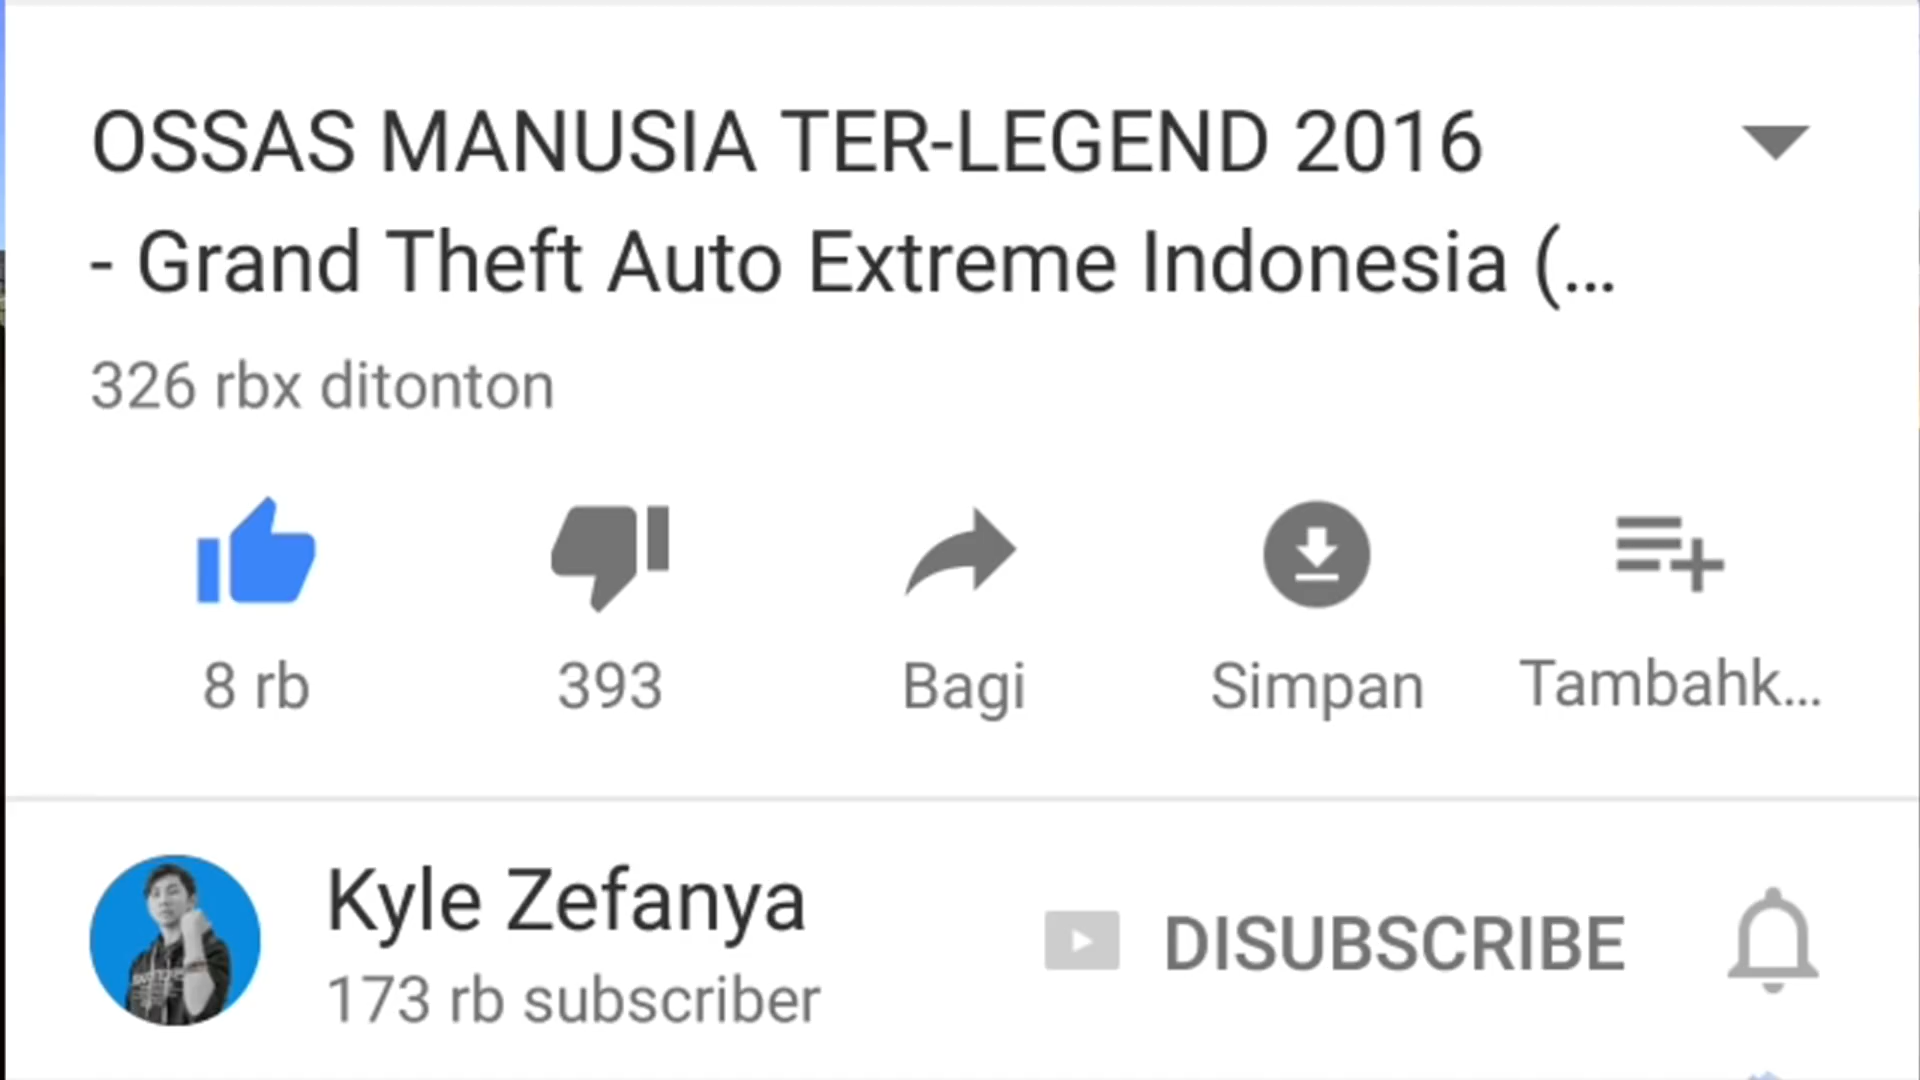 OSSAS MANUSIA TER-LEGEND 2016
- Grand Theft Auto Extreme Indonesia (...
326 rbx ditonton
8 rb
393
Bagi
Simpan
Tambahk...
Kyle Zefanya
DISUBSCRIBE
173 rb subscriber